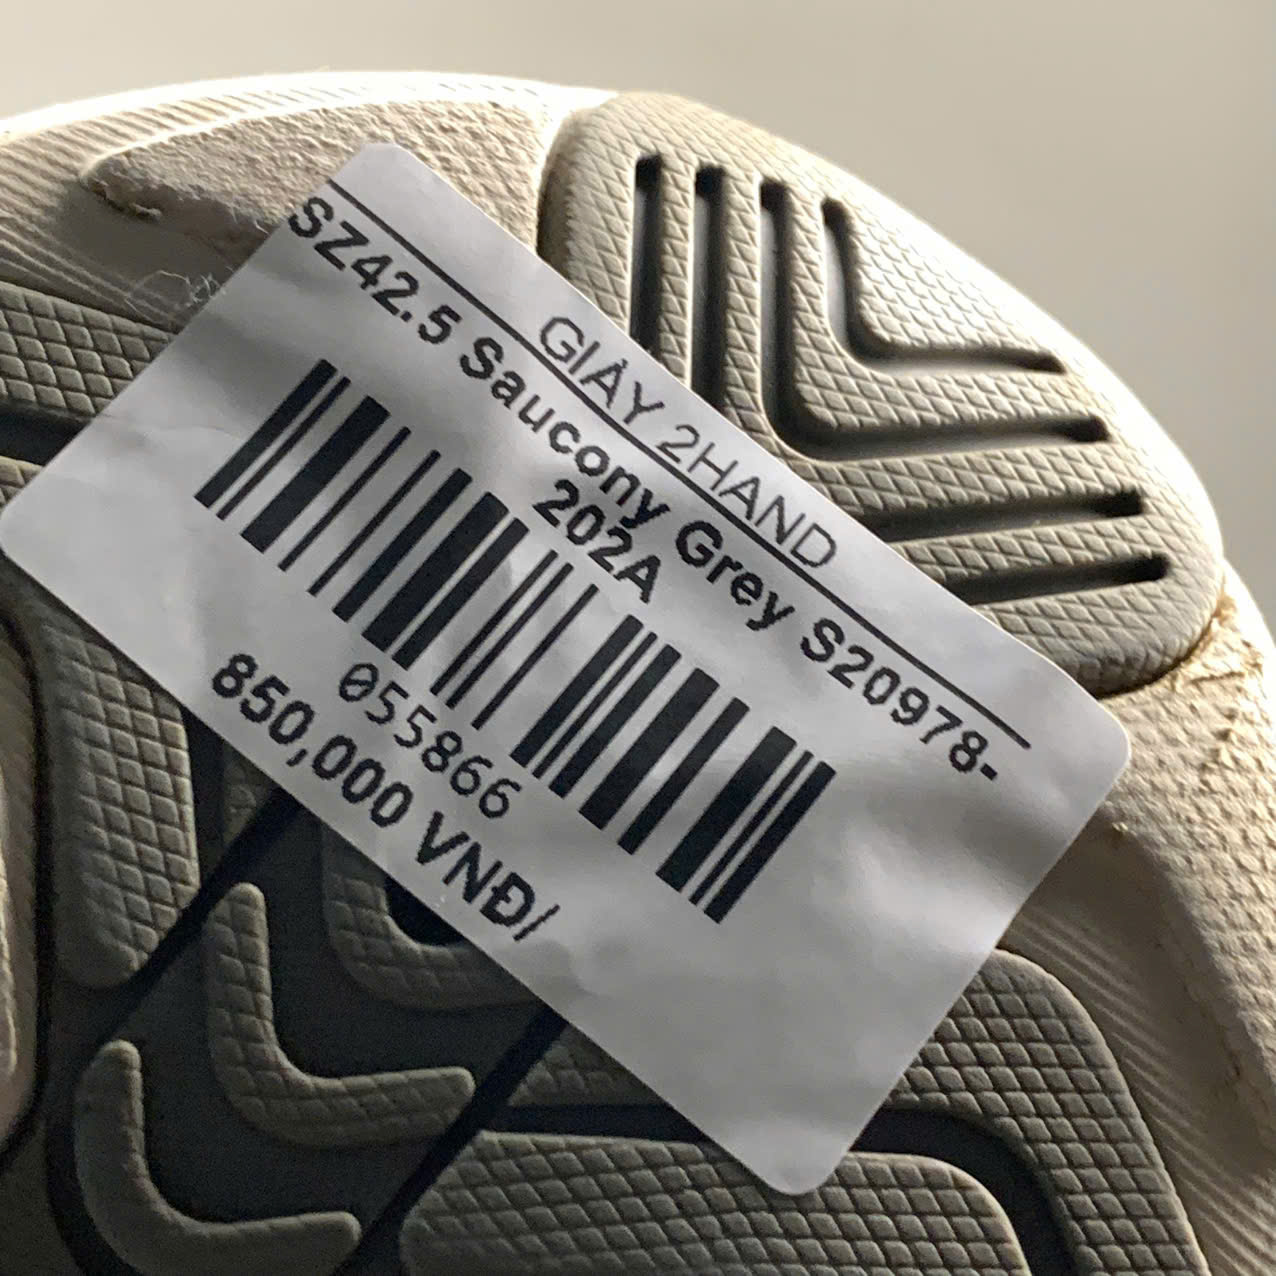 GIÀY 2HAND
SZ42.5 Saucony Grey S20978-
202A
055866
850,000 VNĐ/